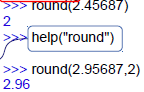 >>> round(2.45687)
2
>>> help("round")
>>> round(2.95687,2)
2.96